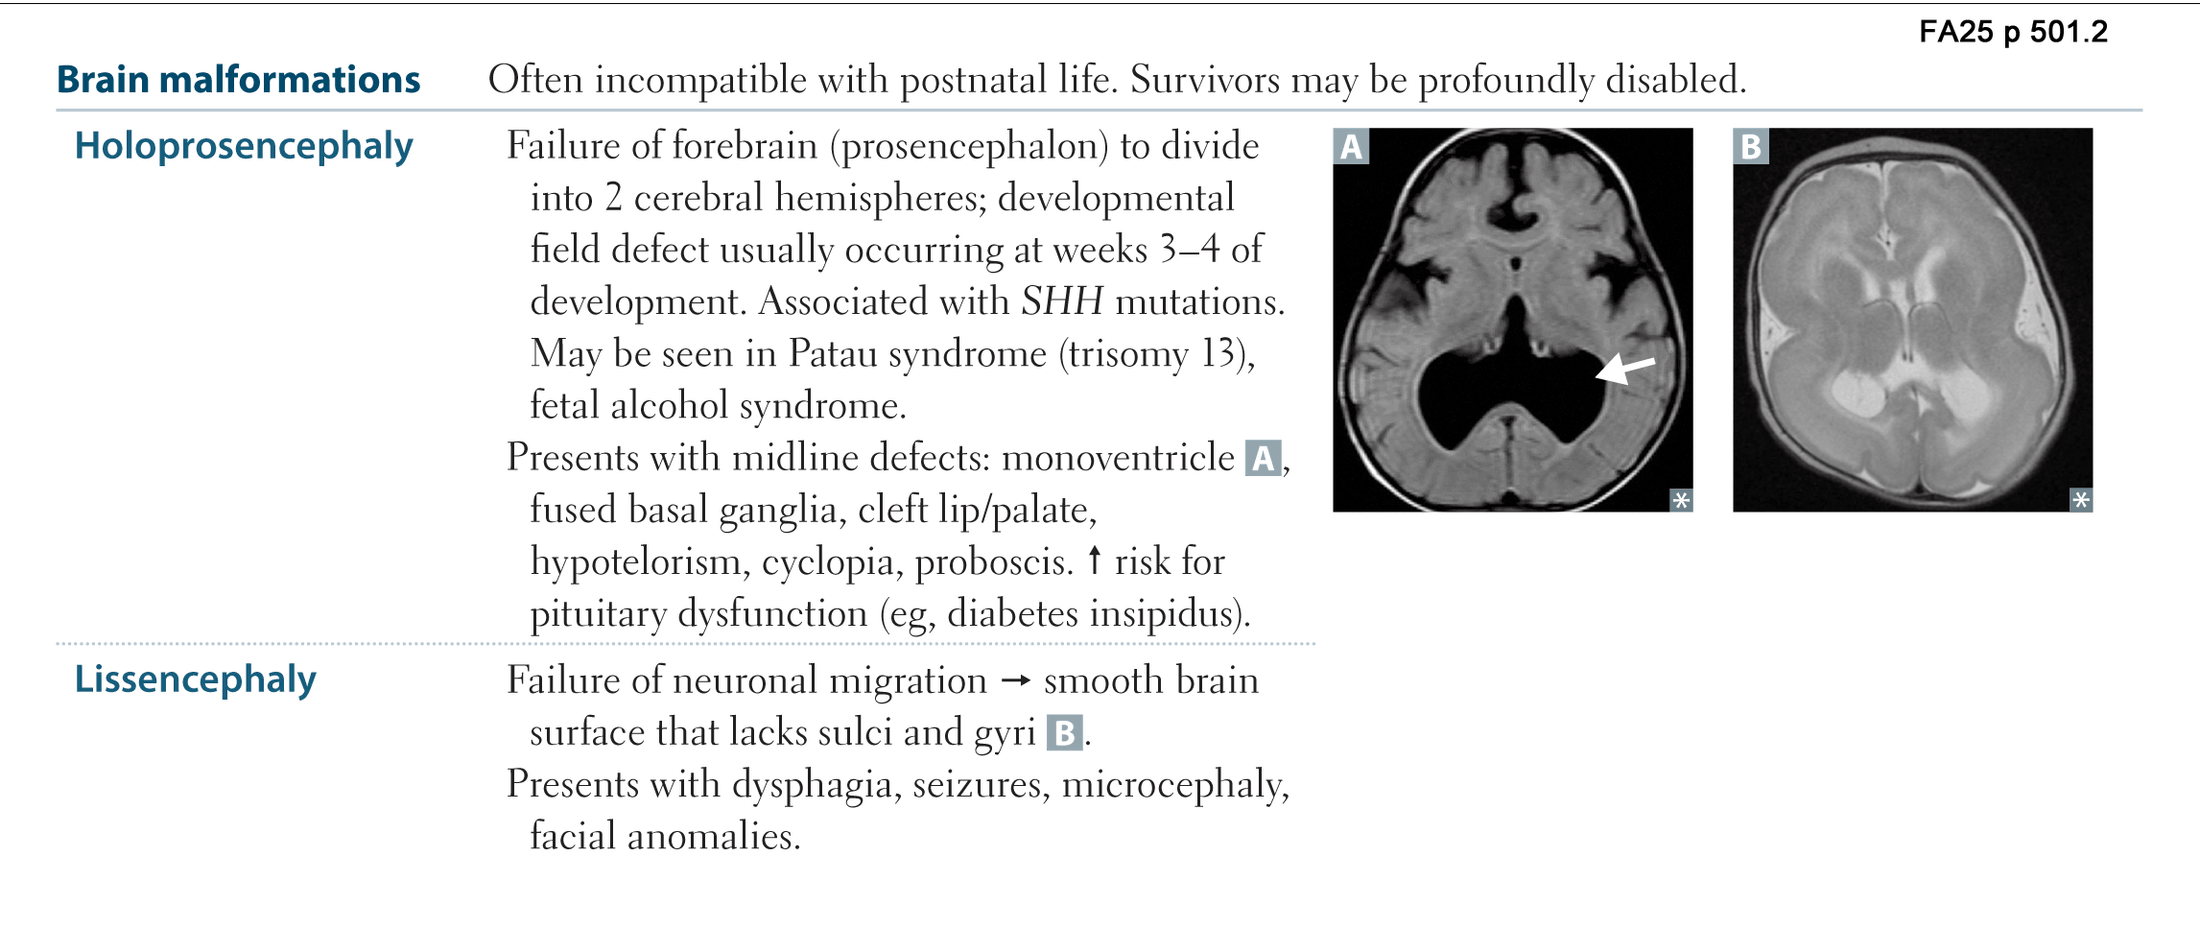 FA25 p 501.2
Brain malformations Often incompatible with postnatal life. Survivors may be profoundly disabled.
Holoprosencephaly Failure of forebrain (prosencephalon) to divide
into 2 cerebral hemispheres; developmental
field defect usually occurring at weeks 3–4 of
development. Associated with SHH mutations.
May be seen in Patau syndrome (trisomy 13),
fetal alcohol syndrome.
Presents with midline defects: monoventricle A,
fused basal ganglia, cleft lip/palate,
hypotelorism, cyclopia, proboscis. ↑ risk for
pituitary dysfunction (eg, diabetes insipidus).
A
*
B
*
Lissencephaly Failure of neuronal migration → smooth brain
surface that lacks sulci and gyri B.
Presents with dysphagia, seizures, microcephaly,
facial anomalies.